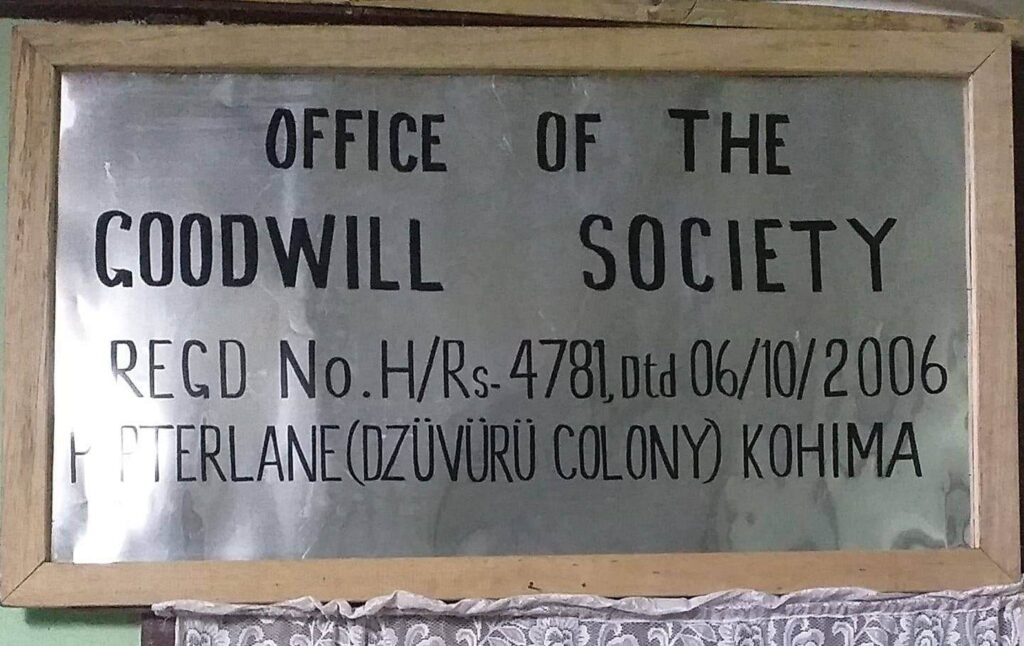 OFFICE OF THE
GOODWILL SOCIETY
REGD No. H/Rs- 4781, Dtd 06/10/2006
(DZÜVÜRÜ COLONY) KOHIMA